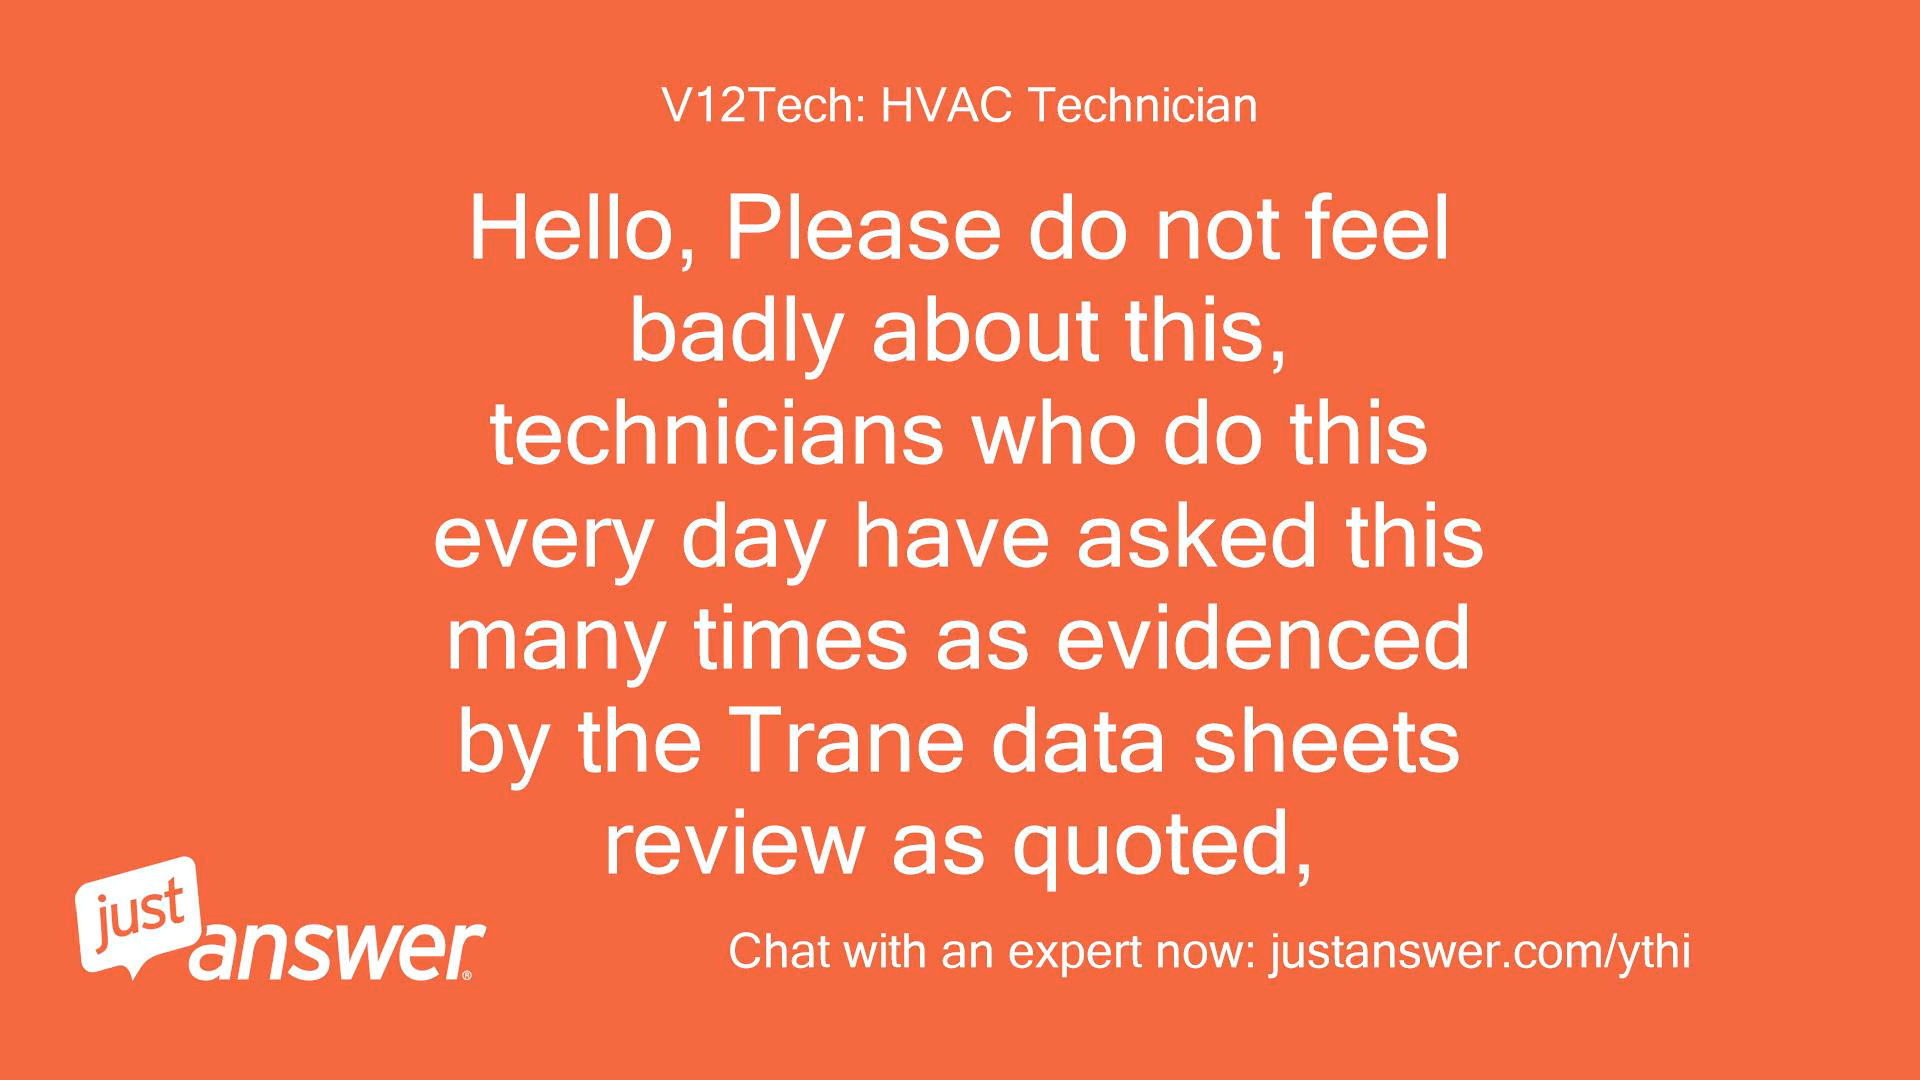 V12Tech: HVAC Technician
Hello, Please do not feel
badly about this,
technicians who do this
every day have asked this
many times as evidenced
by the Trane data sheets
review as quoted,
just
answer®
Chat with an expert now: justanswer.com/ythi